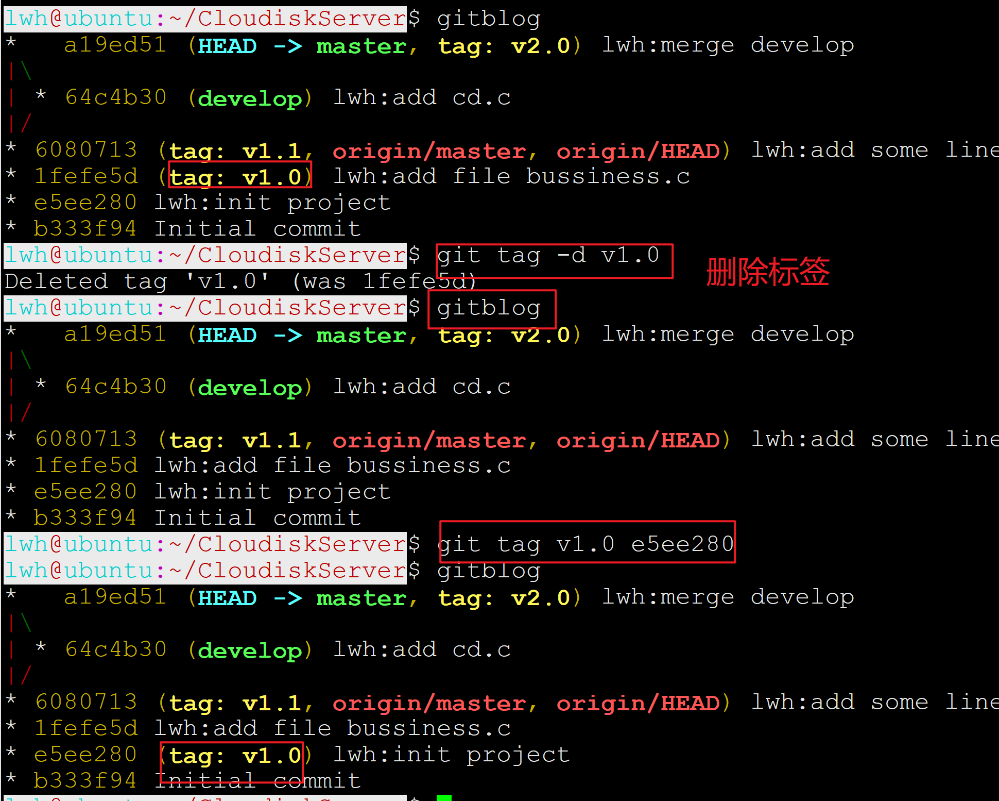 lwh@ubuntu:~/CloudiskServer$ gitblog
*   a19ed51 (HEAD -> master, tag: v2.0) lwh:merge develop
|\
| * 64c4b30 (develop) lwh:add cd.c
|/
* 6080713 (tag: v1.1, origin/master, origin/HEAD) lwh:add some line
* 1fefe5d (tag: v1.0) lwh:add file bussiness.c
* e5ee280 lwh:init project
* b333f94 Initial commit
lwh@ubuntu:~/CloudiskServer$ git tag -d v1.0
删除标签
Deleted tag 'v1.0' (was 1fefe5d)
lwh@ubuntu:~/CloudiskServer$ gitblog
*   a19ed51 (HEAD -> master, tag: v2.0) lwh:merge develop
|\
| * 64c4b30 (develop) lwh:add cd.c
|/
* 6080713 (tag: v1.1, origin/master, origin/HEAD) lwh:add some line
* 1fefe5d lwh:add file bussiness.c
* e5ee280 lwh:init project
* b333f94 Initial commit
lwh@ubuntu:~/CloudiskServer$ git tag v1.0 e5ee280
lwh@ubuntu:~/CloudiskServer$ gitblog
*   a19ed51 (HEAD -> master, tag: v2.0) lwh:merge develop
|\
| * 64c4b30 (develop) lwh:add cd.c
|/
* 6080713 (tag: v1.1, origin/master, origin/HEAD) lwh:add some line
* 1fefe5d lwh:add file bussiness.c
* e5ee280 (tag: v1.0) lwh:init project
* b333f94 Initial commit
lwh@ubuntu:~/CloudiskServer$